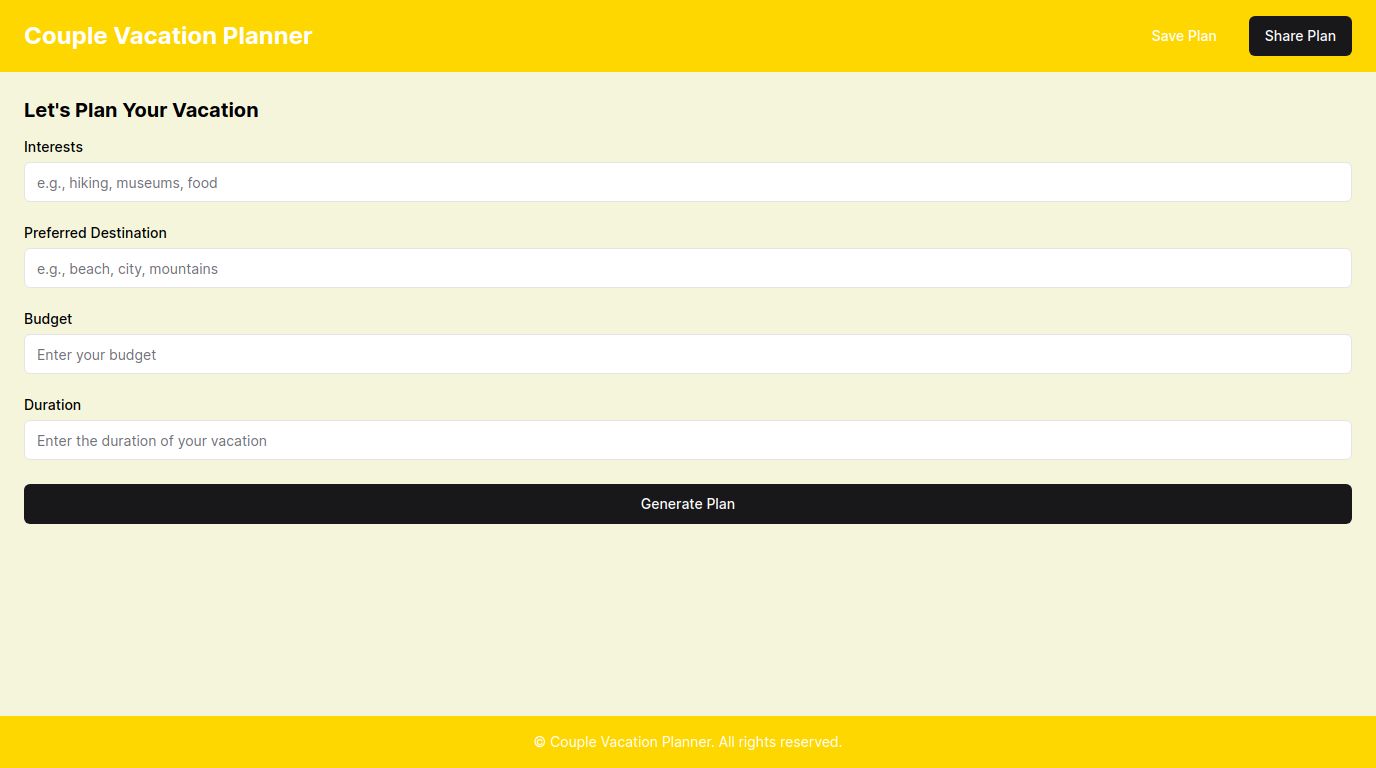 Couple Vacation Planner
Save Plan
Share Plan
Let's Plan Your Vacation
Interests
e.g., hiking, museums, food
Preferred Destination
e.g., beach, city, mountains
Budget
Enter your budget
Duration
Enter the duration of your vacation
Generate Plan
© Couple Vacation Planner. All rights reserved.